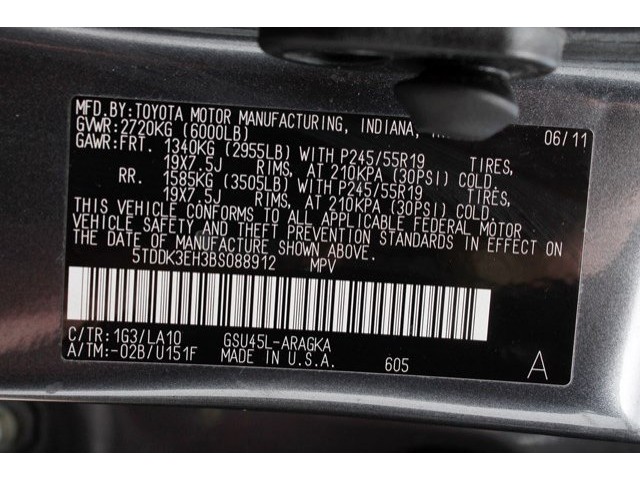 MFD.BY:TOYOTA MOTOR MANUFACTURING, INDIANA, 06/11
GVWR:2720KG (6000LB)
GAWR:FRT. 1340KG (2955LB) WITH P245/55R19 TIRES,
19X7.5J RIMS, AT 210KPA (30PSI) COLD.
RR. 1585KG (3505LB) WITH P245/55R19 TIRES,
19X7.5J RIMS, AT 210KPA (30PSI) COLD.
THIS VEHICLE CONFORMS TO ALL APPLICABLE FEDERAL MOTOR
VEHICLE SAFETY AND THEFT PREVENTION STANDARDS IN EFFECT ON
THE DATE OF MANUFACTURE SHOWN ABOVE.
5TDDK3EH3BS088912 MPV
C/TR:1G3/LA10 GSU45L-ARAGKA
A/TM:-02B/U151F MADE IN U.S.A. 605 A